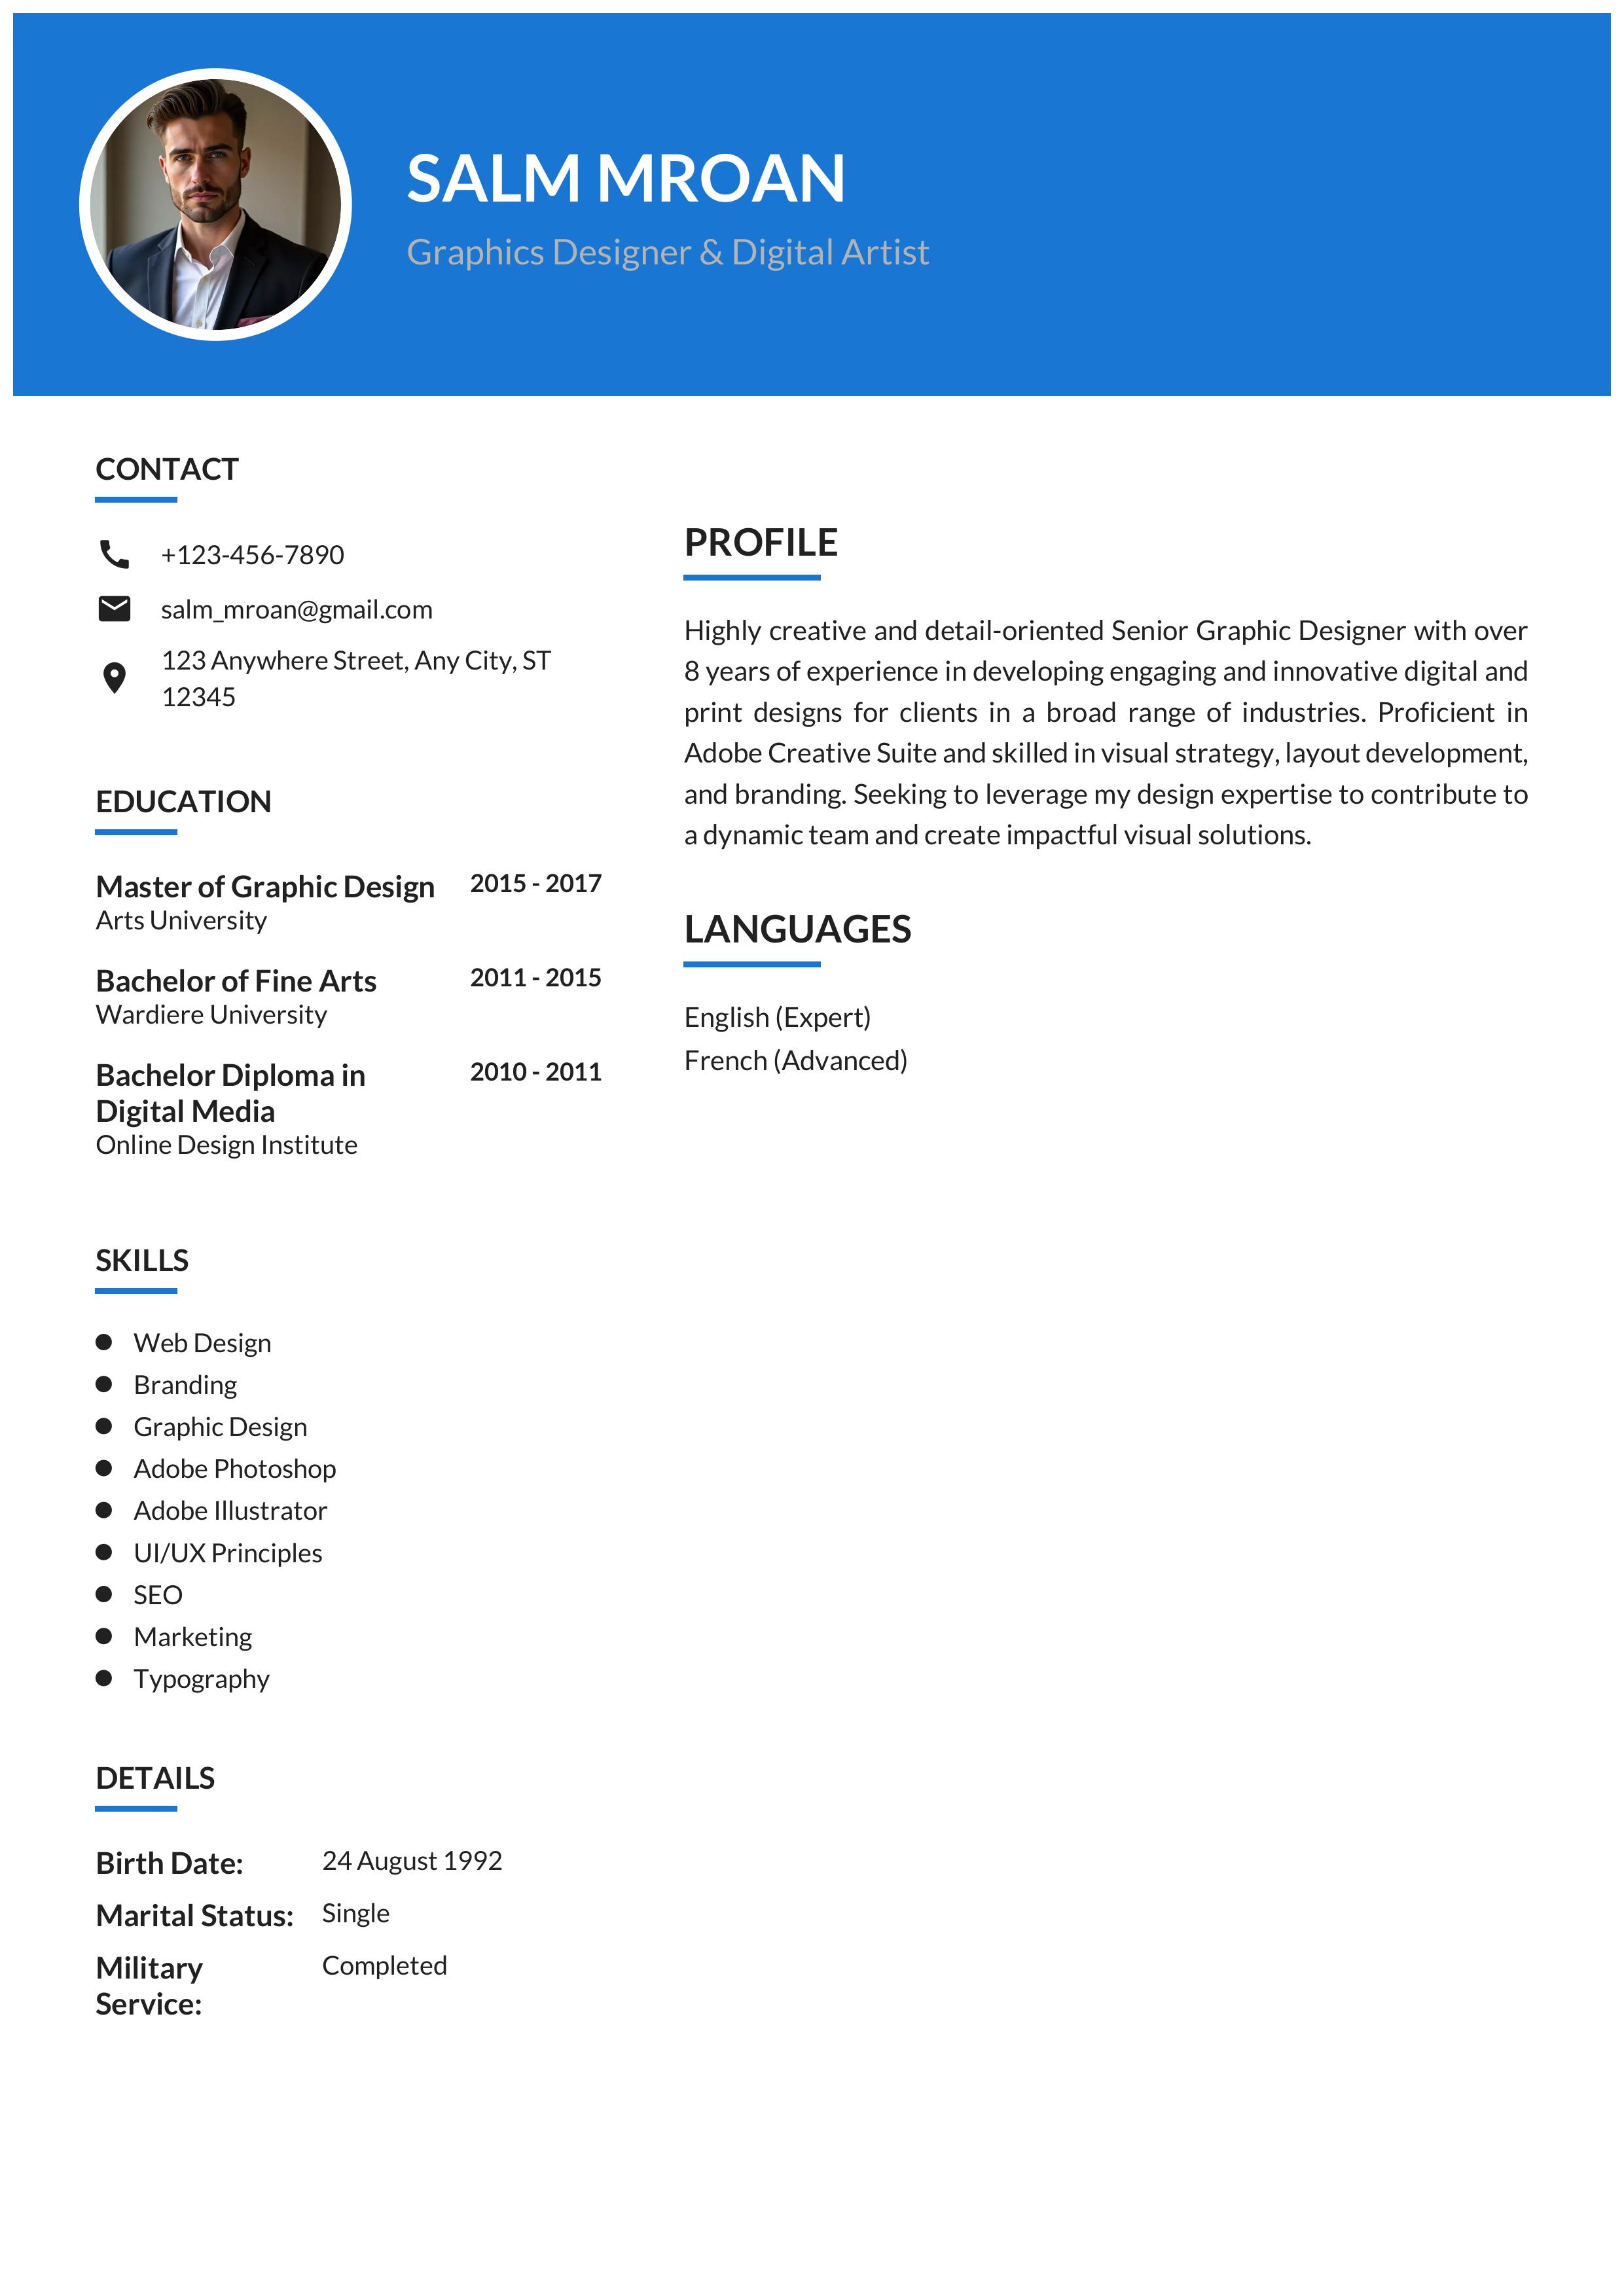 SALM MROAN
Graphics Designer & Digital Artist
CONTACT
+123-456-7890
salm_mroan@gmail.com
123 Anywhere Street, Any City, ST
12345
EDUCATION
Master of Graphic Design 2015 - 2017
Arts University
Bachelor of Fine Arts 2011 - 2015
Wardiere University
Bachelor Diploma in 2010 - 2011
Digital Media
Online Design Institute
SKILLS
Web Design
Branding
Graphic Design
Adobe Photoshop
Adobe Illustrator
UI/UX Principles
SEO
Marketing
Typography
DETAILS
Birth Date: 24 August 1992
Marital Status: Single
Military Completed
Service:
PROFILE
Highly creative and detail-oriented Senior Graphic Designer with over
8 years of experience in developing engaging and innovative digital and
print designs for clients in a broad range of industries. Proficient in
Adobe Creative Suite and skilled in visual strategy, layout development,
and branding. Seeking to leverage my design expertise to contribute to
a dynamic team and create impactful visual solutions.
LANGUAGES
English (Expert)
French (Advanced)